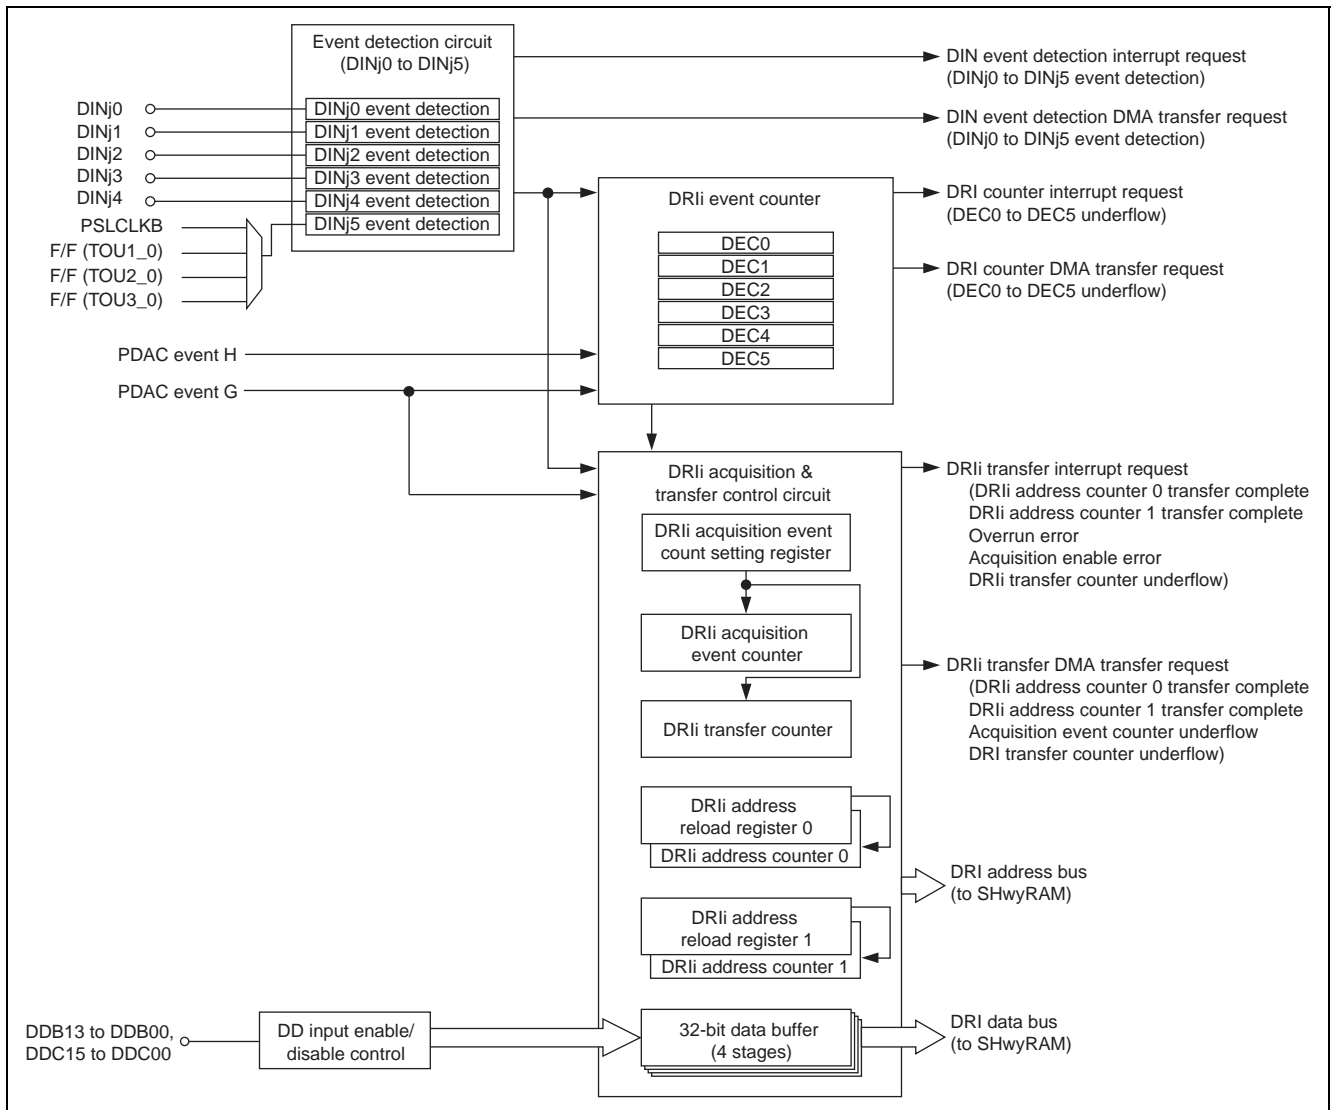 Event detection circuit
(DINj0 to DINj5)
DINj0
DINj1
DINj2
DINj3
DINj4
PSLCLKB
F/F (TOU1_0)
F/F (TOU2_0)
F/F (TOU3_0)
DINj0 event detection
DINj1 event detection
DINj2 event detection
DINj3 event detection
DINj4 event detection
DINj5 event detection
DIN event detection interrupt request
(DINj0 to DINj5 event detection)
DIN event detection DMA transfer request
(DINj0 to DINj5 event detection)
PDAC event H
PDAC event G
DRIi event counter
DEC0
DEC1
DEC2
DEC3
DEC4
DEC5
DRI counter interrupt request
(DEC0 to DEC5 underflow)
DRI counter DMA transfer request
(DEC0 to DEC5 underflow)
DRIi acquisition &
transfer control circuit
DRIi acquisition event
count setting register
DRIi acquisition
event counter
DRIi transfer counter
DRIi address
reload register 0
DRIi address counter 0
DRIi address
reload register 1
DRIi address counter 1
32-bit data buffer
(4 stages)
DRIi transfer interrupt request
(DRIi address counter 0 transfer complete
DRIi address counter 1 transfer complete
Overrun error
Acquisition enable error
DRIi transfer counter underflow)
DRIi transfer DMA transfer request
(DRIi address counter 0 transfer complete
DRIi address counter 1 transfer complete
Acquisition event counter underflow
DRI transfer counter underflow)
DRI address bus
(to SHwyRAM)
DDB13 to DDB00,
DDC15 to DDC00
DD input enable/
disable control
DRI data bus
(to SHwyRAM)